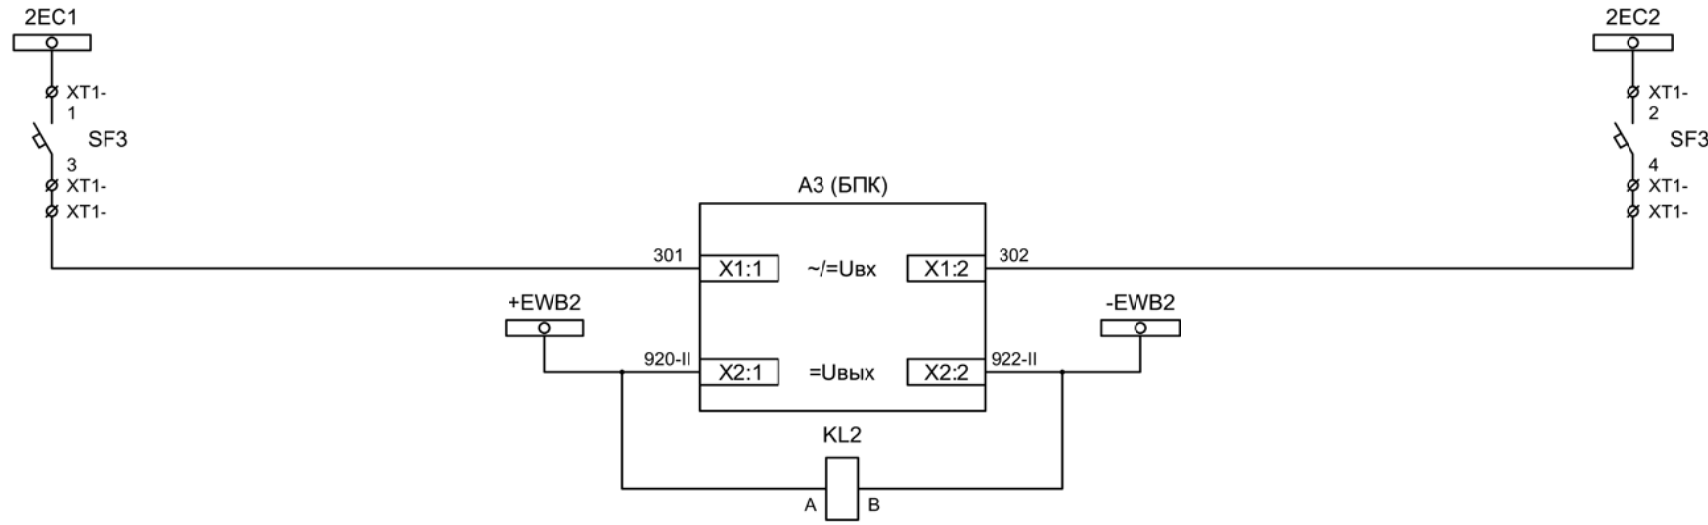 2EC1
2EC2
XT1-
1
SF3
3
XT1-
XT1-
XT1-
2
SF3
4
XT1-
XT1-
A3 (БПК)
301
X1:1
~/=Uвх
X1:2
302
+EWB2
-EWB2
920-II
X2:1
=Uвых
X2:2
922-II
KL2
A
B